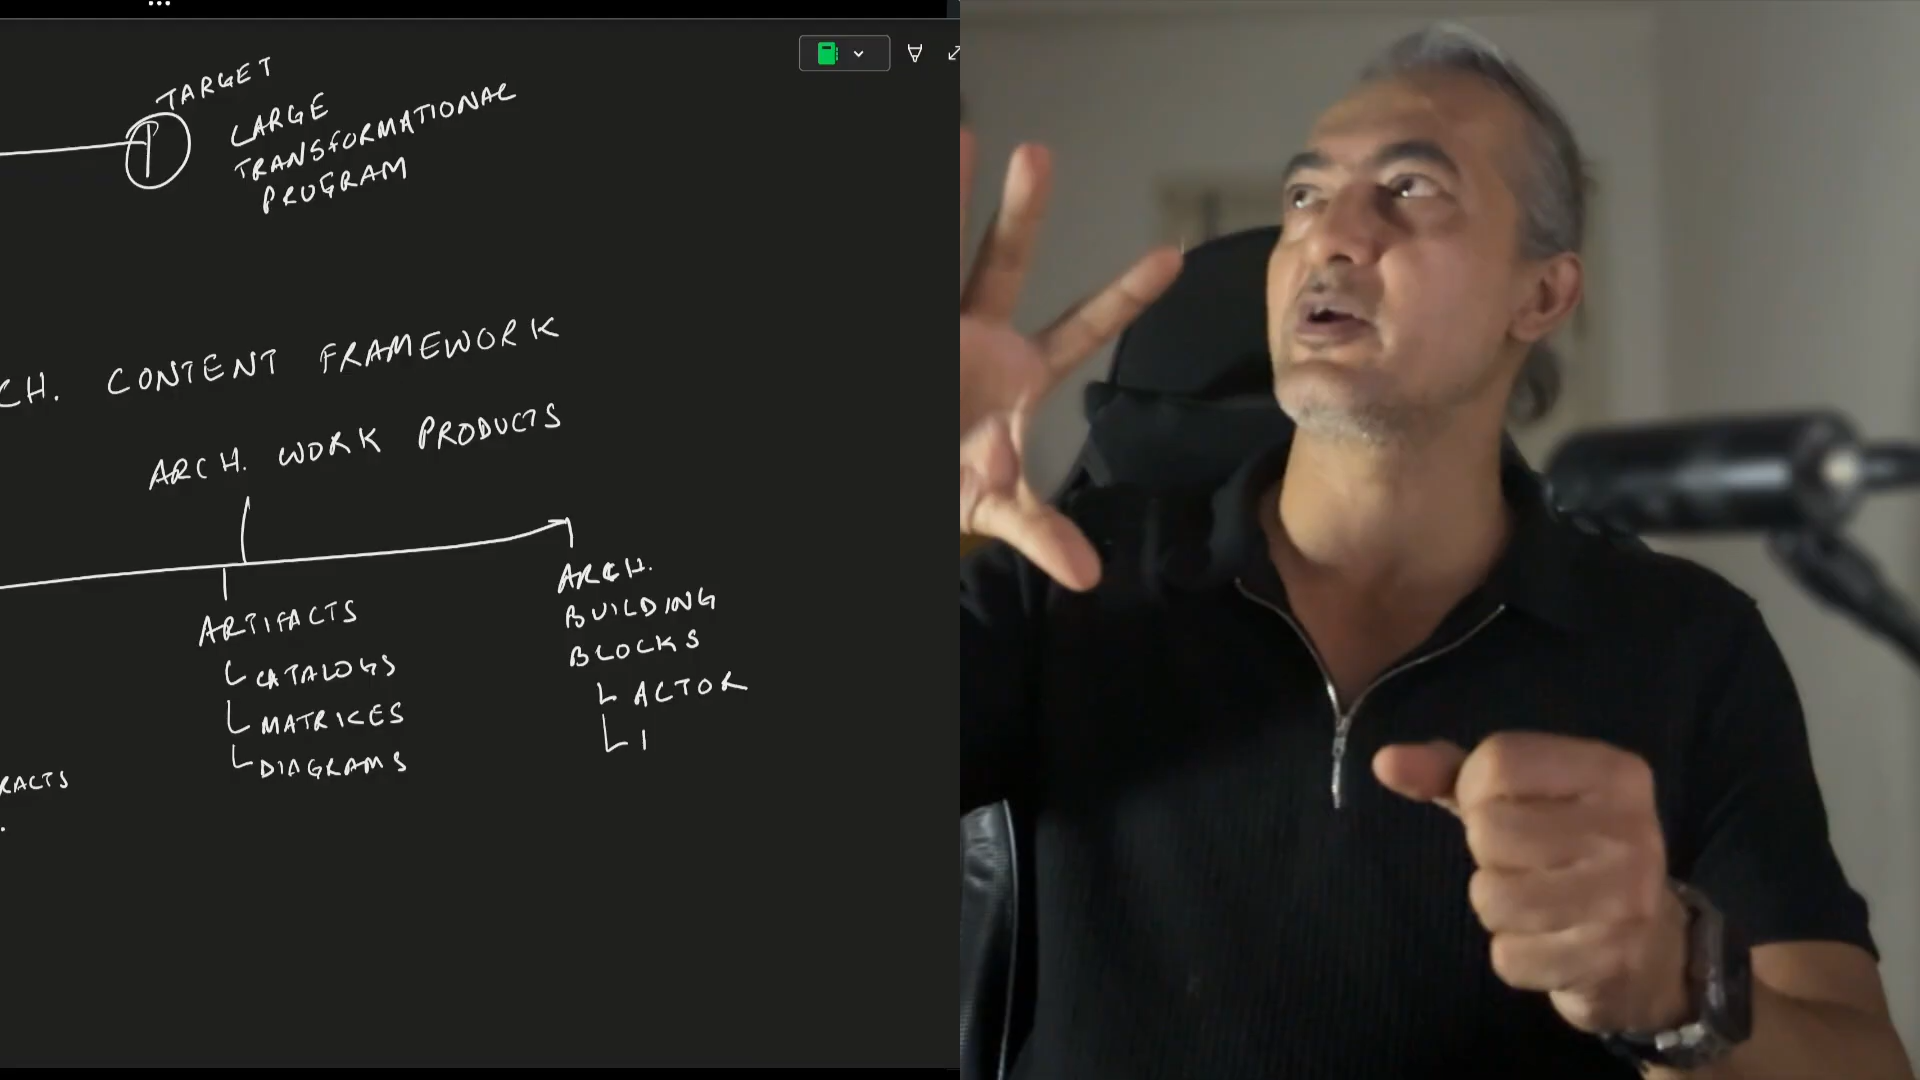 TARGET
LARGE
TRANSFORMATIONAL
PROGRAM
CH. CONTENT FRAMEWORK
ARCH. WORK PRODUCTS
ARCH.
BUILDING
BLOCKS
L ACTOR
L I
ARTIFACTS
L CATALOGS
L MATRICES
L DIAGRAMS
RACTS